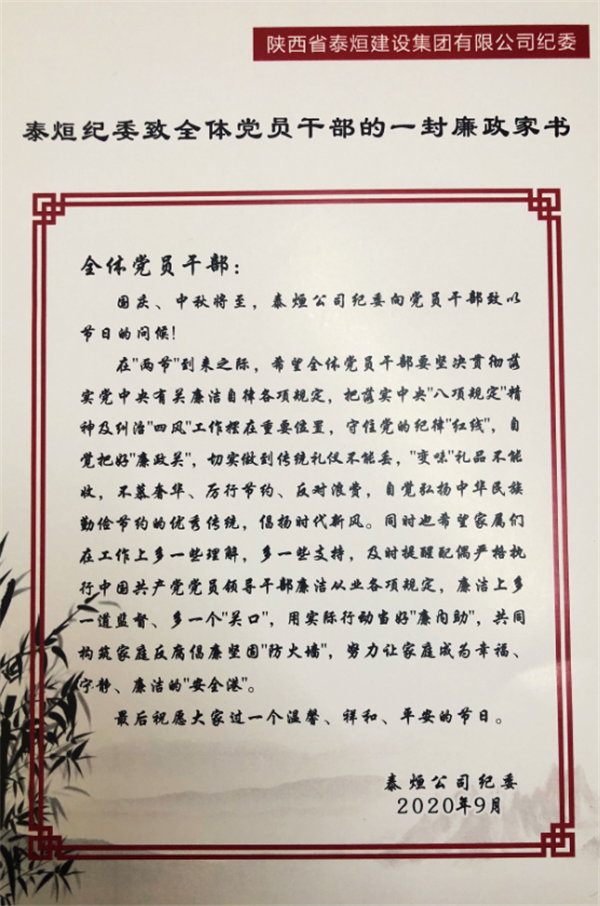 陕西省泰烜建设集团有限公司纪委
泰烜纪委致全体党员干部的一封廉政家书
全体党员干部：
国庆、中秋将至，泰烜公司纪委向党员干部致以
节日的问候！
在"两节"到来之际，希望全体党员干部要坚决贯彻落
实党中央有关廉洁自律各项规定，把落实中央"八项规定"精
神及纠治"四风"工作摆在重要位置，守住党的纪律"红线"，自
觉把好"廉政关"，切实做到传统礼仪不能丢，"变味"礼品不能
收，不慕奢华、厉行节约、反对浪费，自觉弘扬中华民族
勤俭节约的优秀传统，倡扬时代新风。同时也希望家属们
在工作上多一些理解，多一些支持，及时提醒配偶严格执
行中国共产党党员领导干部廉洁从业各项规定，廉洁上多
一道监督、多一个"关口"，用实际行动当好"廉内助"，共同
构筑家庭反腐倡廉坚固"防火墙"，努力让家庭成为幸福、
宁静、廉洁的"安全港"。
最后祝愿大家过一个温馨、祥和、平安的节日。
泰烜公司纪委
2020年9月